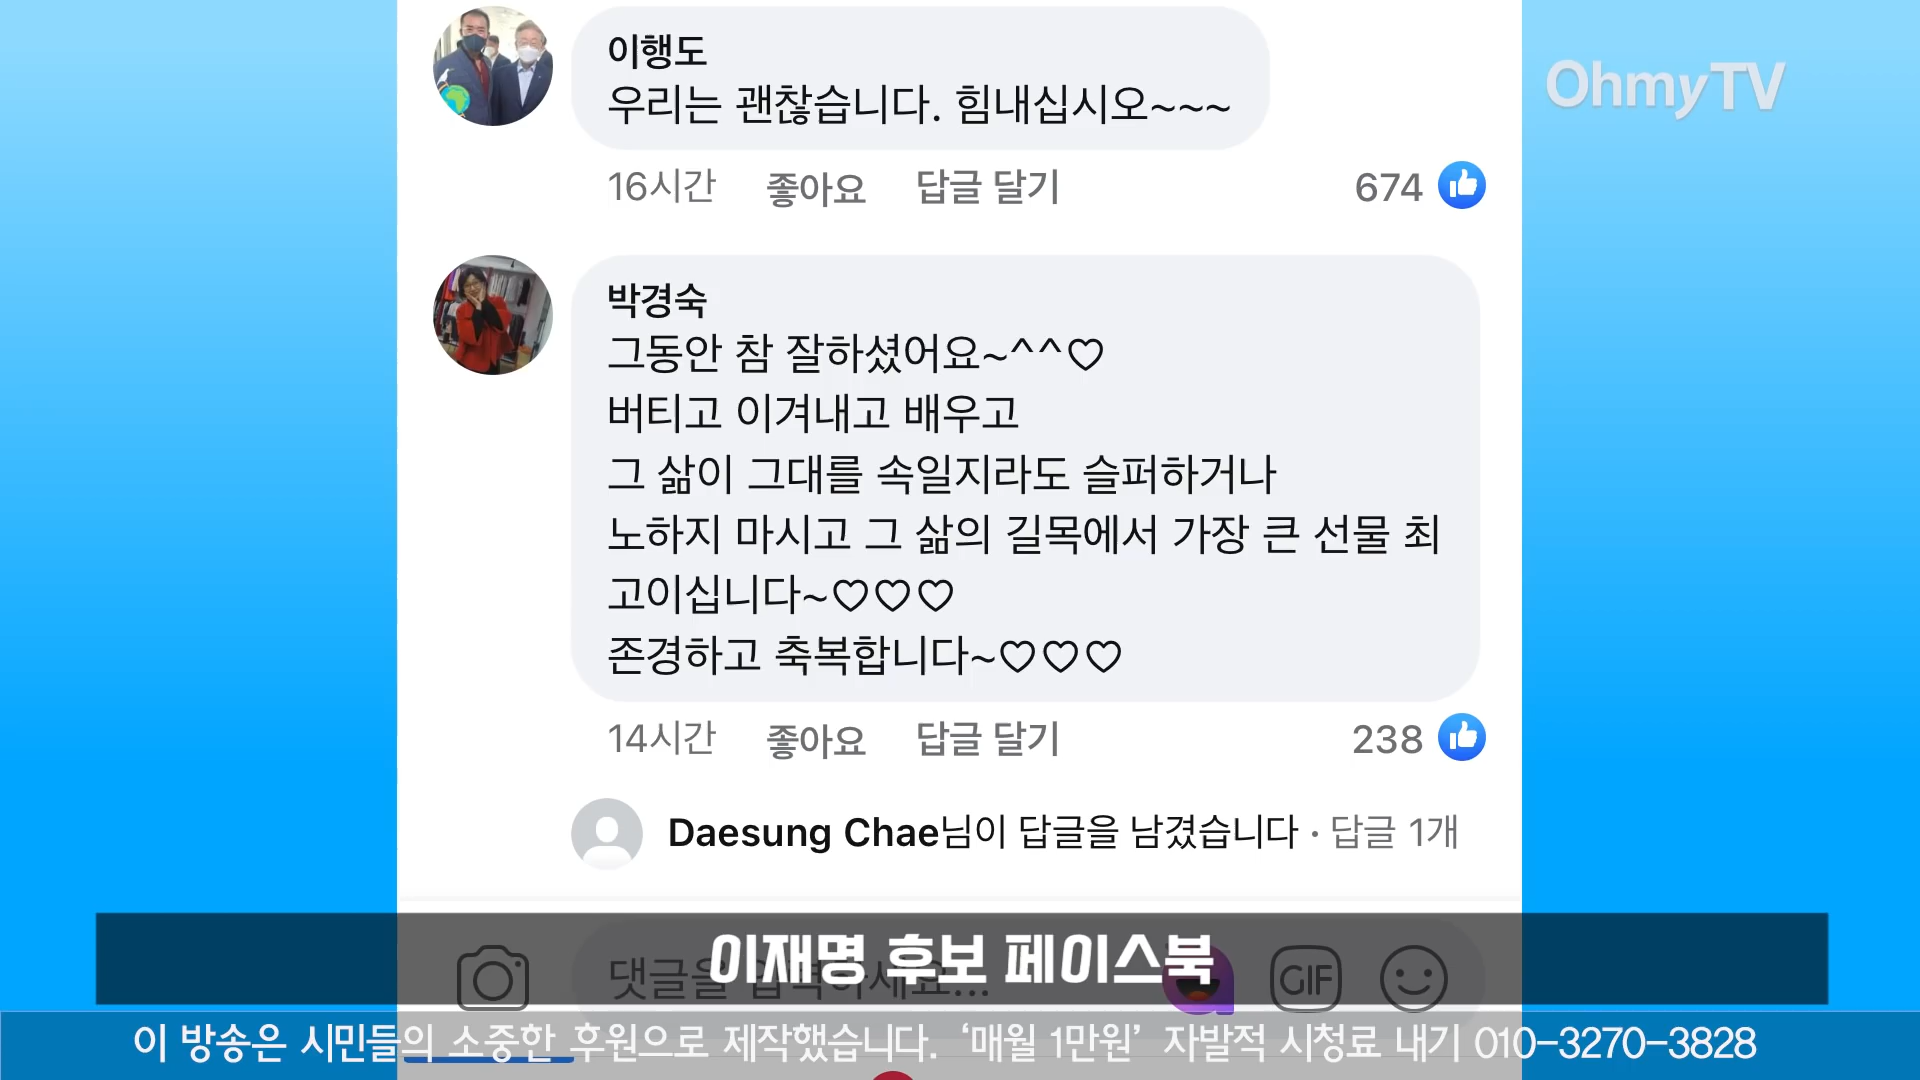 이행도
우리는 괜찮습니다. 힘내십시오~~~
OhmyTV
16시간 좋아요 답글 달기 674
박경숙
그동안 참 잘하셨어요~^^♡
버티고 이겨내고 배우고
그 삶이 그대를 속일지라도 슬퍼하거나
노하지 마시고 그 삶의 길목에서 가장 큰 선물 최
고이십니다~♡♡♡
존경하고 축복합니다~♡♡♡
14시간 좋아요 답글 달기 238
Daesung Chae님이 답글을 남겼습니다 · 답글 1개
이재명 후보 페이스북
댓글을 입력하세요...
GIF
이 방송은 시민들의 소중한 후원으로 제작했습니다. ‘매월 1만원’ 자발적 시청료 내기 010-3270-3828